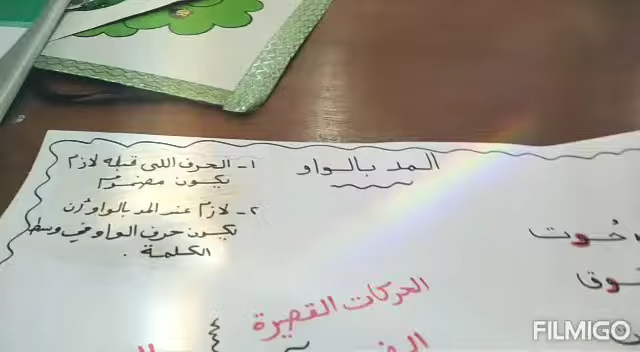 المد بالواو
١- الحرف اللى قبله لازم
يكون مضموم
٢- لازم عند المد بالواو أن
يكون حرف الواو في وسط
الكلمة.
حُوت
الحركات القصيرة
FILMIGO